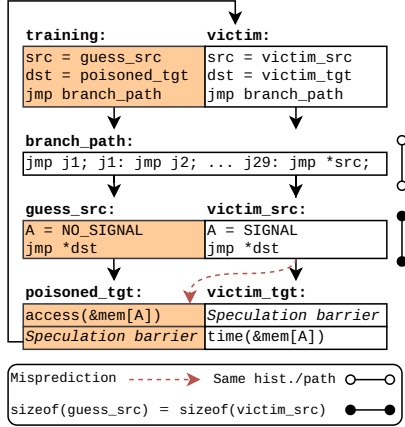 training: victim:
src = guess_src src = victim_src
dst = poisoned_tgt dst = victim_tgt
jmp branch_path jmp branch_path
branch_path:
jmp j1; j1: jmp j2; ... j29: jmp *src;
guess_src: victim_src:
A = NO_SIGNAL A = SIGNAL
jmp *dst jmp *dst
poisoned_tgt: victim_tgt:
access(&mem[A]) Speculation barrier
Speculation barrier time(&mem[A])
Misprediction Same hist./path
sizeof(guess_src) = sizeof(victim_src)